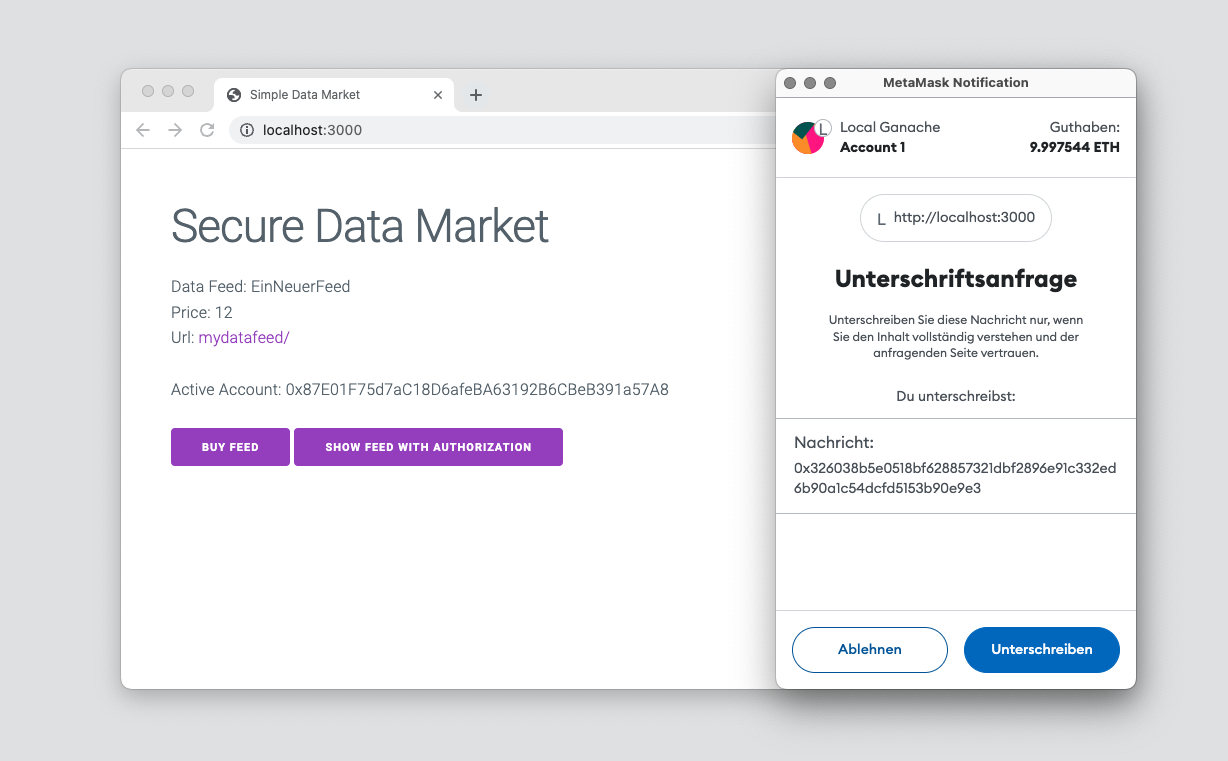 Simple Data Market
localhost:3000
Secure Data Market
Data Feed: EinNeuerFeed
Price: 12
Url: mydatafeed/
Active Account: 0x87E01F75d7aC18D6afeBA63192B6CBeB391a57A8
BUY FEED
SHOW FEED WITH AUTHORIZATION
MetaMask Notification
L
Local Ganache
Account 1
Guthaben:
9.997544 ETH
L http://localhost:3000
Unterschriftsanfrage
Unterschreiben Sie diese Nachricht nur, wenn
Sie den Inhalt vollständig verstehen und der
anfragenden Seite vertrauen.
Du unterschreibst:
Nachricht:
0x326038b5e0518bf628857321dbf2896e91c332ed
6b90a1c54dcfd5153b90e9e3
Ablehnen
Unterschreiben